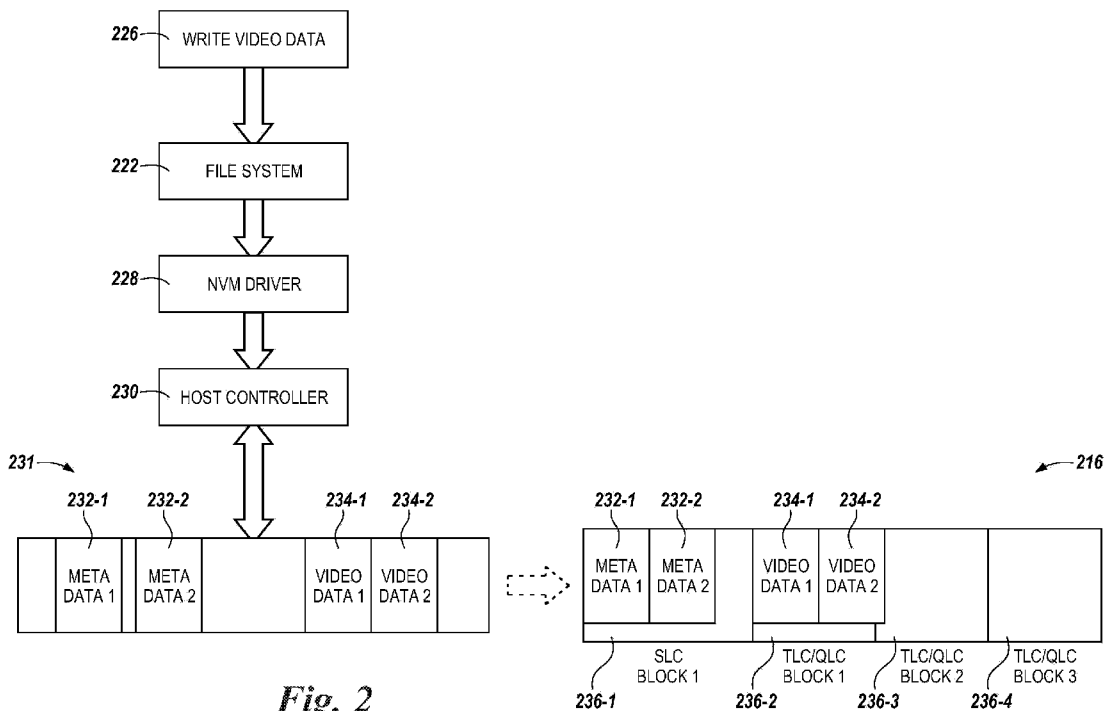 226
WRITE VIDEO DATA
222
FILE SYSTEM
228
NVM DRIVER
230
HOST CONTROLLER
231
216
232-1
232-2
234-1
234-2
META
DATA 1
META
DATA 2
VIDEO
DATA 1
VIDEO
DATA 2
232-1
232-2
234-1
234-2
META
DATA 1
META
DATA 2
VIDEO
DATA 1
VIDEO
DATA 2
SLC
BLOCK 1
TLC/QLC
BLOCK 1
TLC/QLC
BLOCK 2
TLC/QLC
BLOCK 3
236-1
236-2
236-3
236-4
Fig. 2